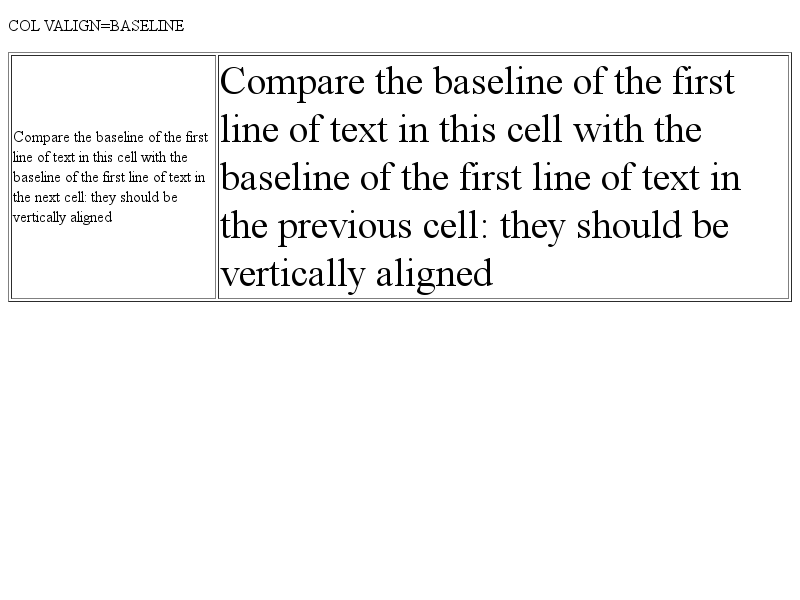 COL VALIGN=BASELINE
Compare the baseline of the first
line of text in this cell with the
baseline of the first line of text in
the next cell: they should be
vertically aligned
Compare the baseline of the first
line of text in this cell with the
baseline of the first line of text in
the previous cell: they should be
vertically aligned